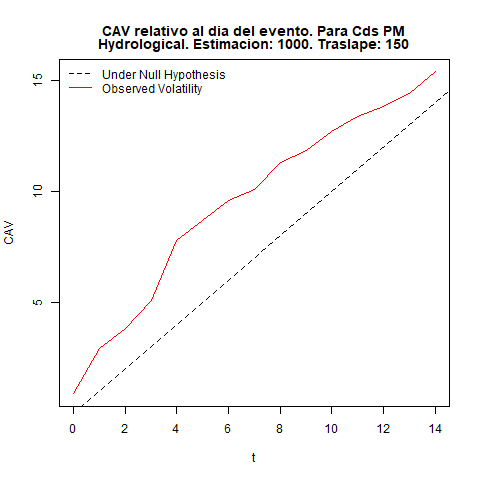 CAV relativo al dia del evento. Para Cds PM
Hydrological. Estimacion: 1000. Traslape: 150
Under Null Hypothesis
Observed Volatility
15
10
5
CAV
0 2 4 6 8 10 12 14
t